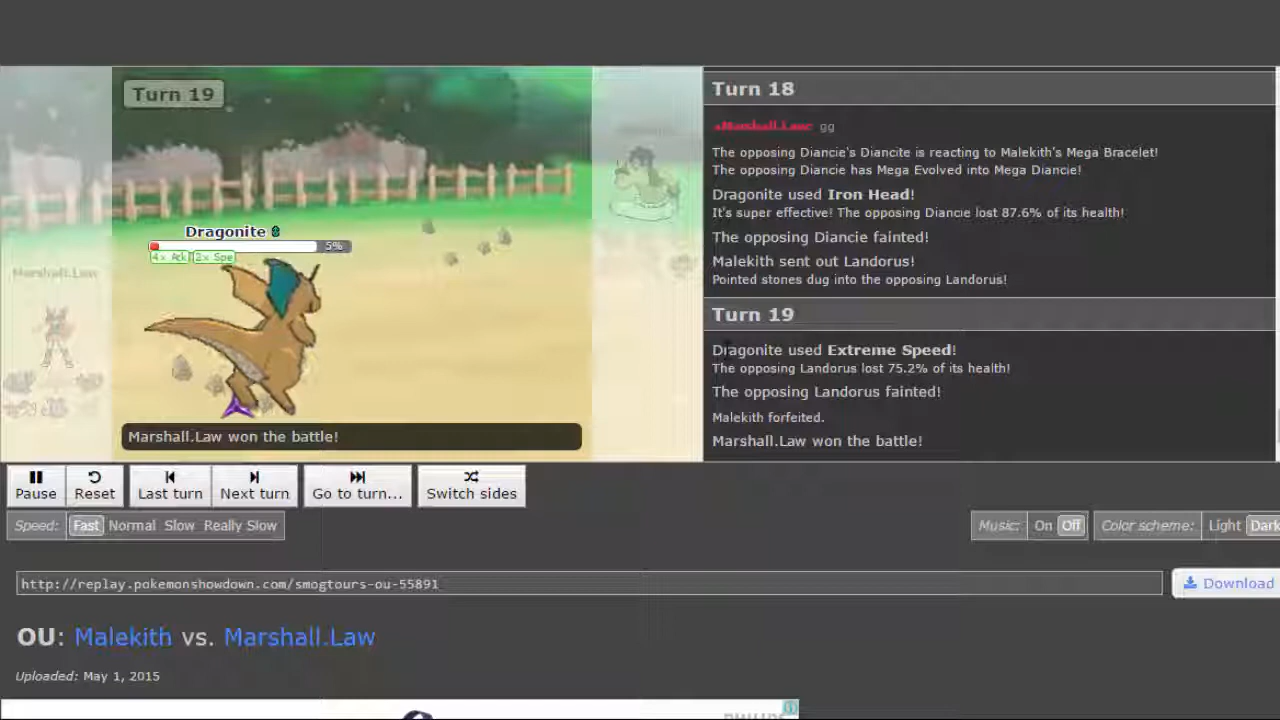 Turn 19
Dragonite
5%
4× Atk 2× Spe
Marshall.Law
Marshall.Law won the battle!
Turn 18
Marshall.Law: gg
The opposing Diancie's Diancite is reacting to Malekith's Mega Bracelet!
The opposing Diancie has Mega Evolved into Mega Diancie!
Dragonite used Iron Head!
It's super effective! The opposing Diancie lost 87.6% of its health!
The opposing Diancie fainted!
Malekith sent out Landorus!
Pointed stones dug into the opposing Landorus!
Turn 19
Dragonite used Extreme Speed!
The opposing Landorus lost 75.2% of its health!
The opposing Landorus fainted!
Malekith forfeited.
Marshall.Law won the battle!
Pause Reset Last turn Next turn Go to turn... Switch sides
Speed: Fast Normal Slow Really Slow Music: On Off Color scheme: Light Dark
http://replay.pokemonshowdown.com/smogtours-ou-55891
Download
OU: Malekith vs. Marshall.Law
Uploaded: May 1, 2015